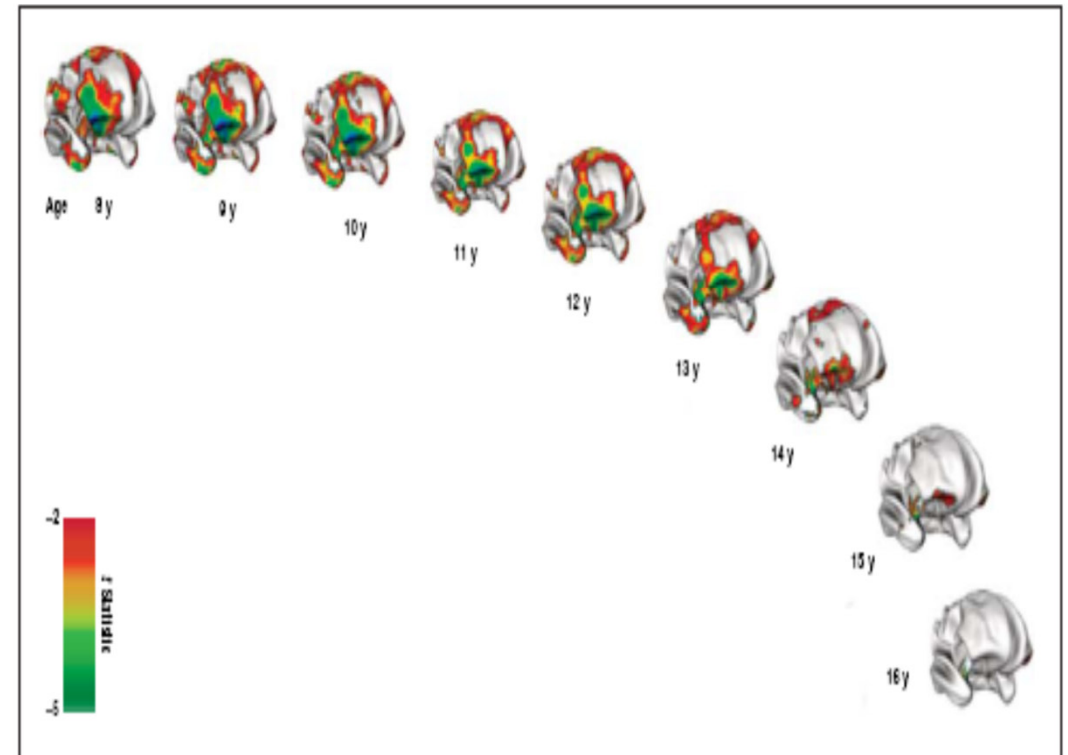 Age 8 y
9 y
10 y
11 y
12 y
13 y
14 y
15 y
16 y
–2
t Statistic
–5